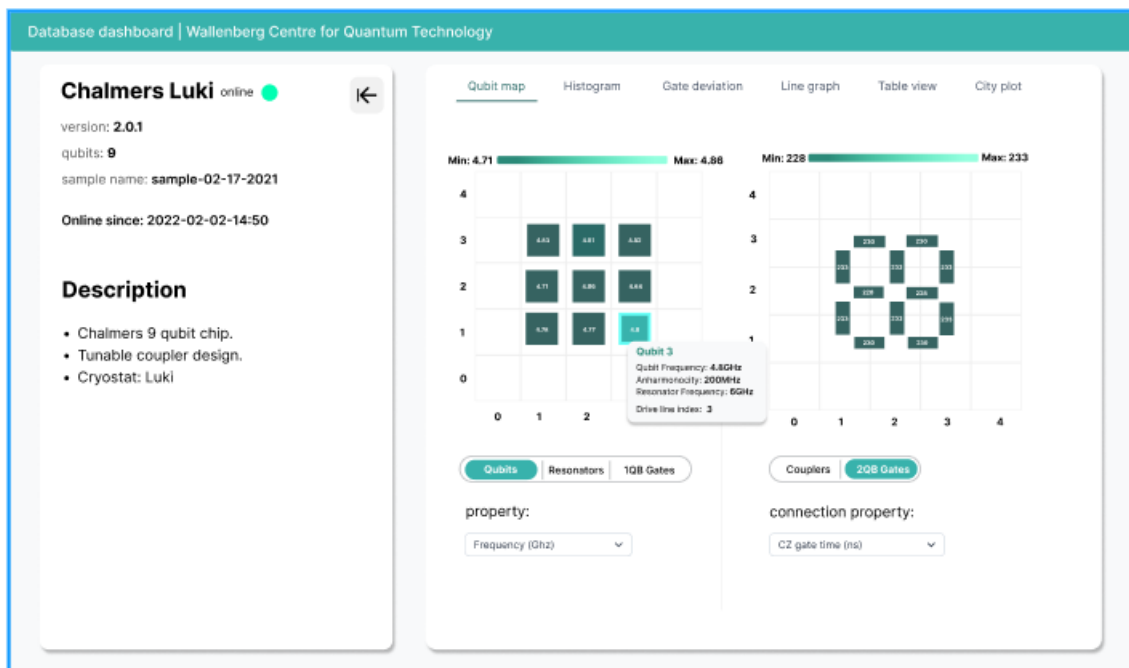 Database dashboard | Wallenberg Centre for Quantum Technology
Chalmers Luki online
version: 2.0.1
qubits: 9
sample name: sample-02-17-2021
Online since: 2022-02-02-14:50
Description
• Chalmers 9 qubit chip.
• Tunable coupler design.
• Cryostat: Luki
Qubit map Histogram Gate deviation Line graph Table view City plot
Min: 4.71 Max: 4.86
4
3 4.81
2 4.71
1 4.77 4.8
0
0 1 2
Qubit 3
Qubit Frequency: 4.8GHz
Anharmonocity: 200MHz
Resonator Frequency: 6GHz
Drive line index: 3
Qubits Resonators 1QB Gates
property:
Frequency (Ghz)
Min: 228 Max: 233
4
3
2
1
0 1 2 3 4
Couplers 2QB Gates
connection property:
CZ gate time (ns)